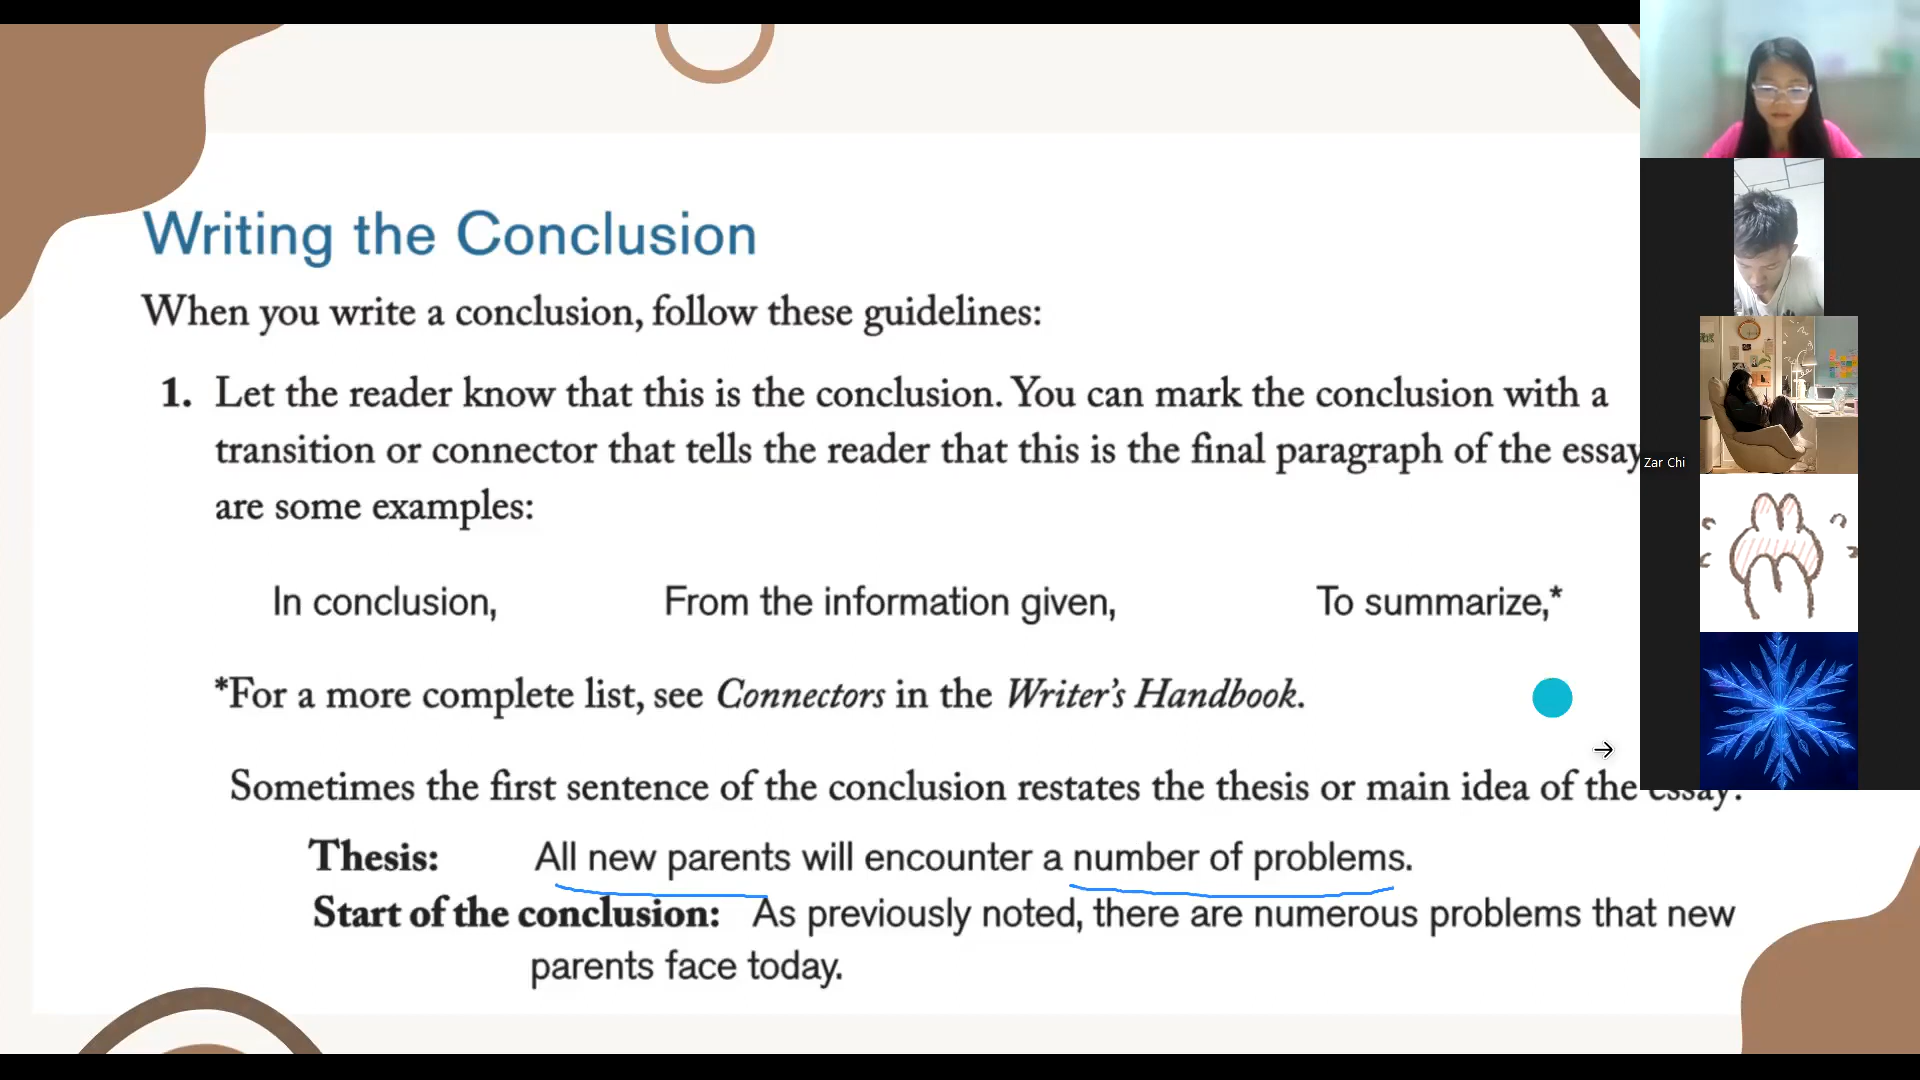 Writing the Conclusion
When you write a conclusion, follow these guidelines:
1. Let the reader know that this is the conclusion. You can mark the conclusion with a
transition or connector that tells the reader that this is the final paragraph of the essay
are some examples:
In conclusion, From the information given, To summarize,*
*For a more complete list, see Connectors in the Writer's Handbook.
Sometimes the first sentence of the conclusion restates the thesis or main idea of the essay:
Thesis: All new parents will encounter a number of problems.
Start of the conclusion: As previously noted, there are numerous problems that new
parents face today.
Zar Chi